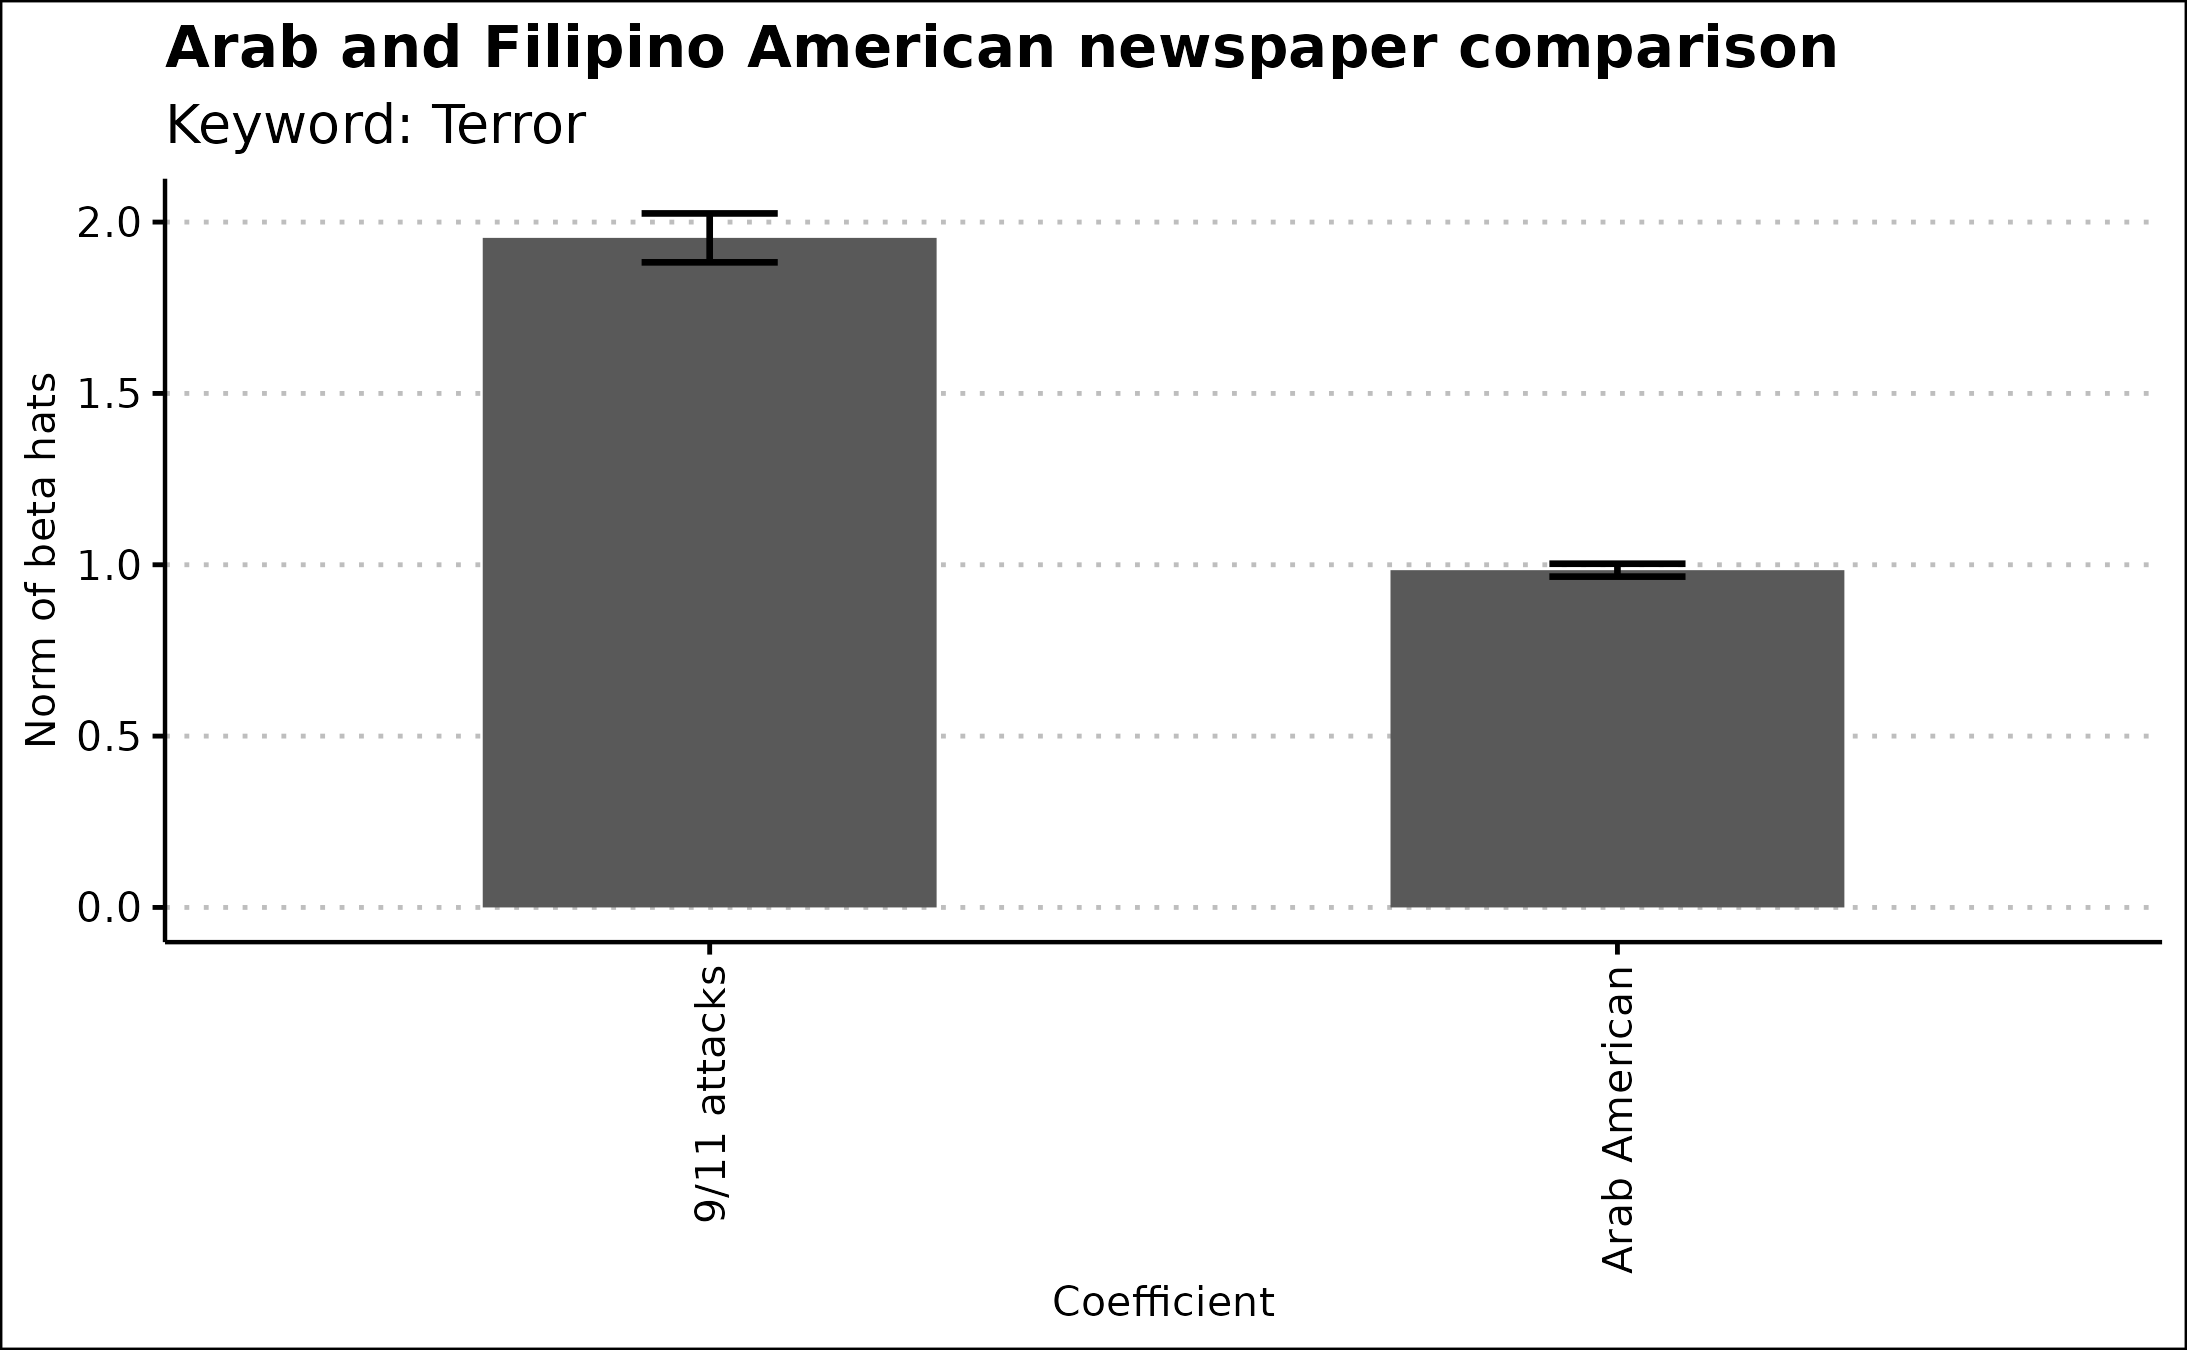 Arab and Filipino American newspaper comparison
Keyword: Terror
Norm of beta hats
2.0
1.5
1.0
0.5
0.0
9/11 attacks
Arab American
Coefficient